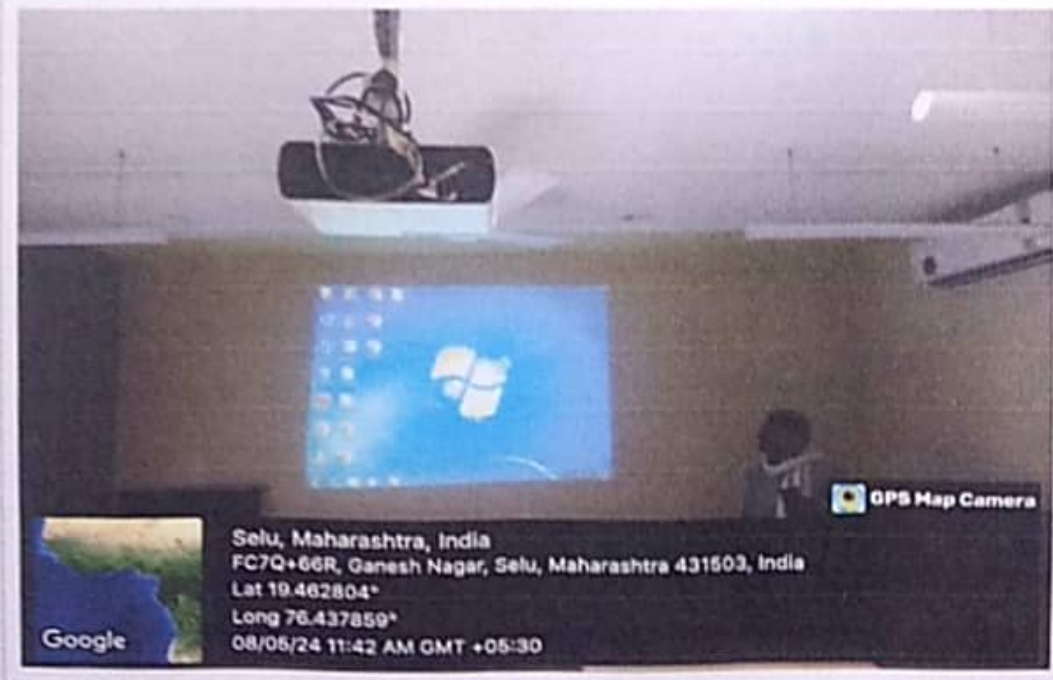 GPS Map Camera
Selu, Maharashtra, India
FC7Q+66R, Ganesh Nagar, Selu, Maharashtra 431503, India
Lat 19.462804°
Long 76.437859°
08/05/24 11:42 AM GMT +05:30
Google